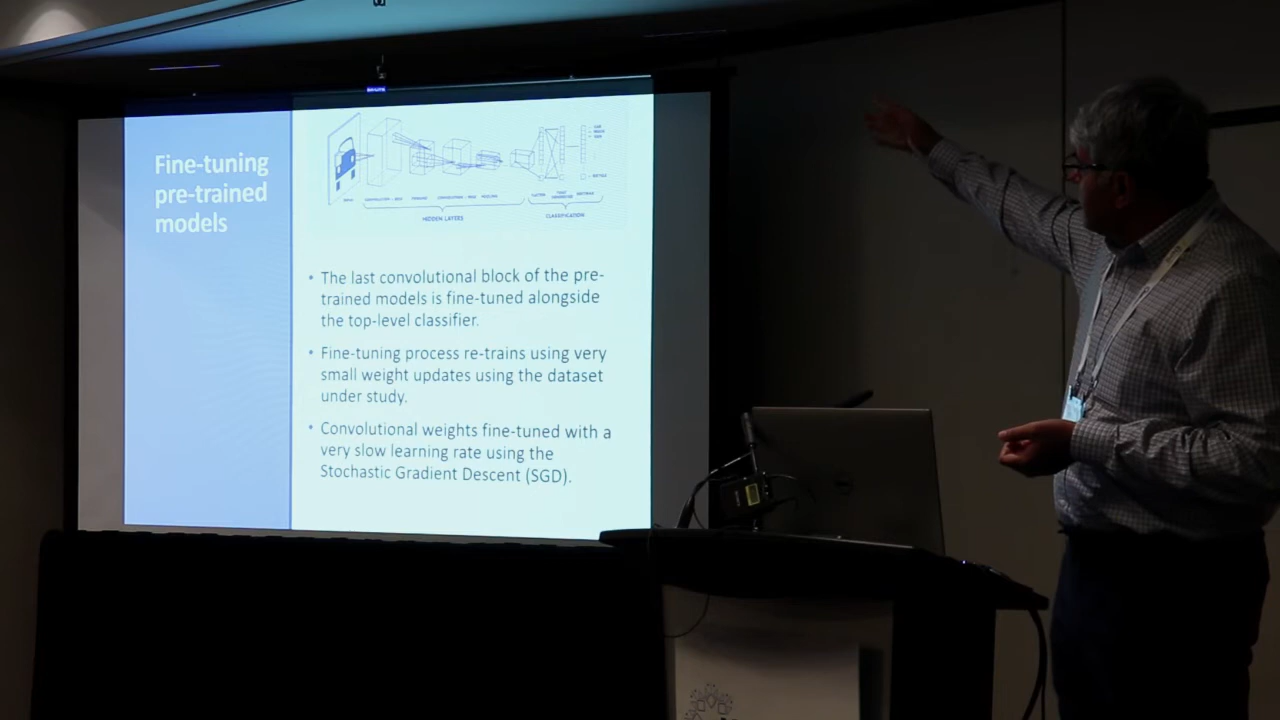 Fine-tuning
pre-trained
models
HIDDEN LAYERS
CLASSIFICATION
• The last convolutional block of the pre-
trained models is fine-tuned alongside
the top-level classifier.
• Fine-tuning process re-trains using very
small weight updates using the dataset
under study.
• Convolutional weights fine-tuned with a
very slow learning rate using the
Stochastic Gradient Descent (SGD).